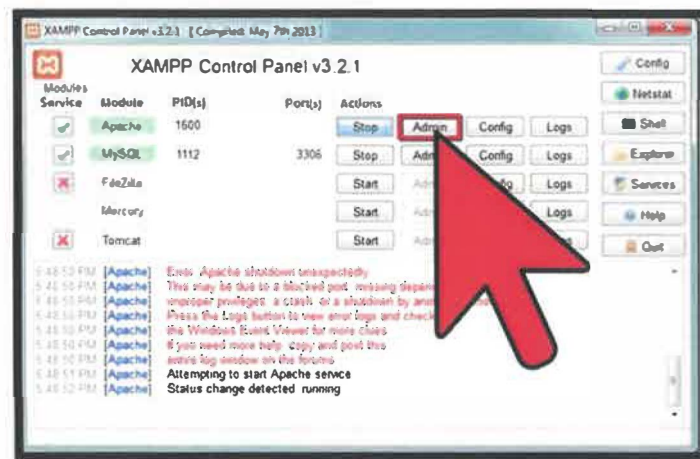 XAMPP Control Panel v3.2.1 [ Compiled: May 7th 2013 ]
XAMPP Control Panel v3.2.1
Config
Modules
Service Module PID(s) Port(s) Actions
Netstat
Apache 1600 Stop Admin Config Logs
Shell
MySQL 1112 3306 Stop Config Logs
Explorer
FileZilla Start Logs
Services
Mercury Start Logs
Help
Tomcat Start
Quit
[Apache] Error: Apache shutdown unexpectedly
[Apache] This may be due to a blocked port, missing
[Apache] improper privileges, a crash, or a shutdown by
[Apache] Press the Logs button to view error logs and check
[Apache] the Windows Event Viewer for more clues
[Apache] If you need more help, copy and post this
[Apache] entire log window on the forums
[Apache] Attempting to start Apache service
[Apache] Status change detected: running